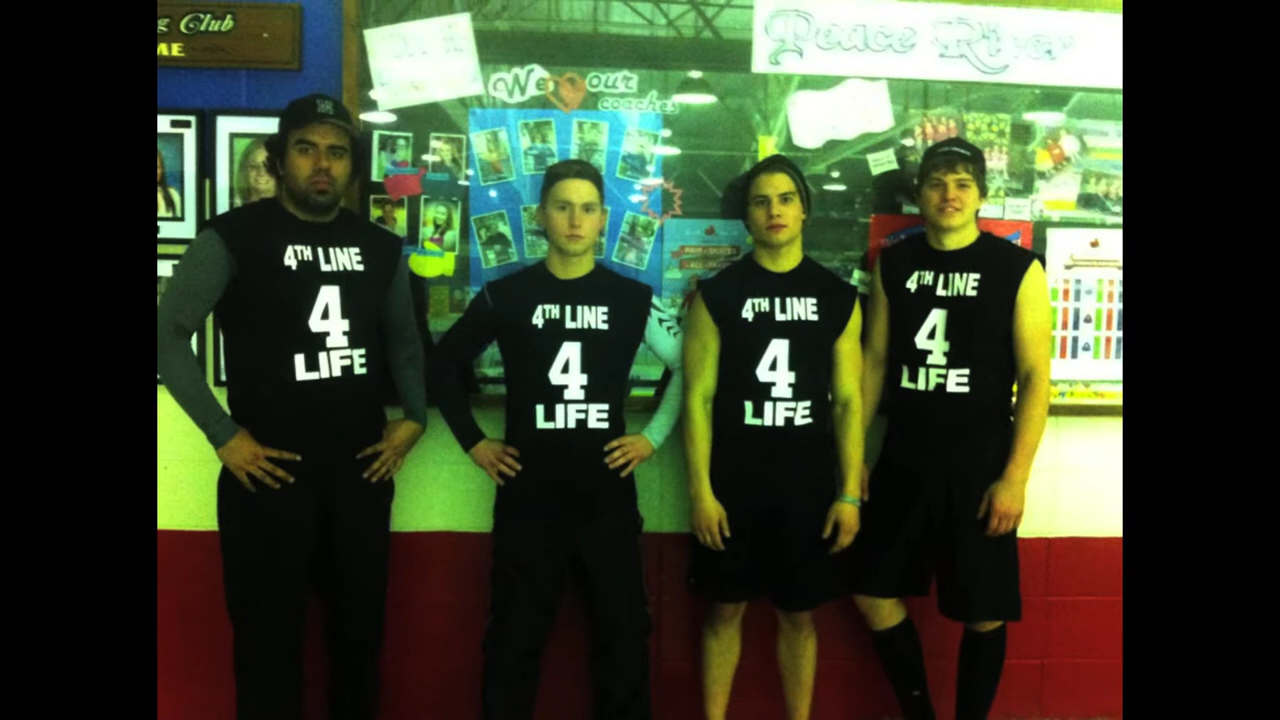 g Club
ME
We our
coaches
Peace River
4TH LINE
4
LIFE
4TH LINE
4
LIFE
4TH LINE
4
LIFE
4TH LINE
4
LIFE